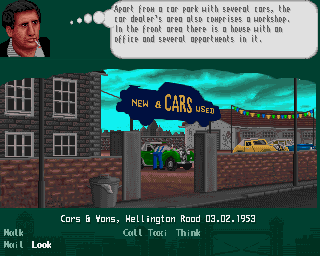 Apart from a car park with several cars, the
car dealer's area also comprises a workshop.
In the front area there is a house with an
office and several appartments in it.
NEW & CARS USED
Cars & Vans, Wellington Road 03.02.1953
Walk Call Taxi Think
Wait Look